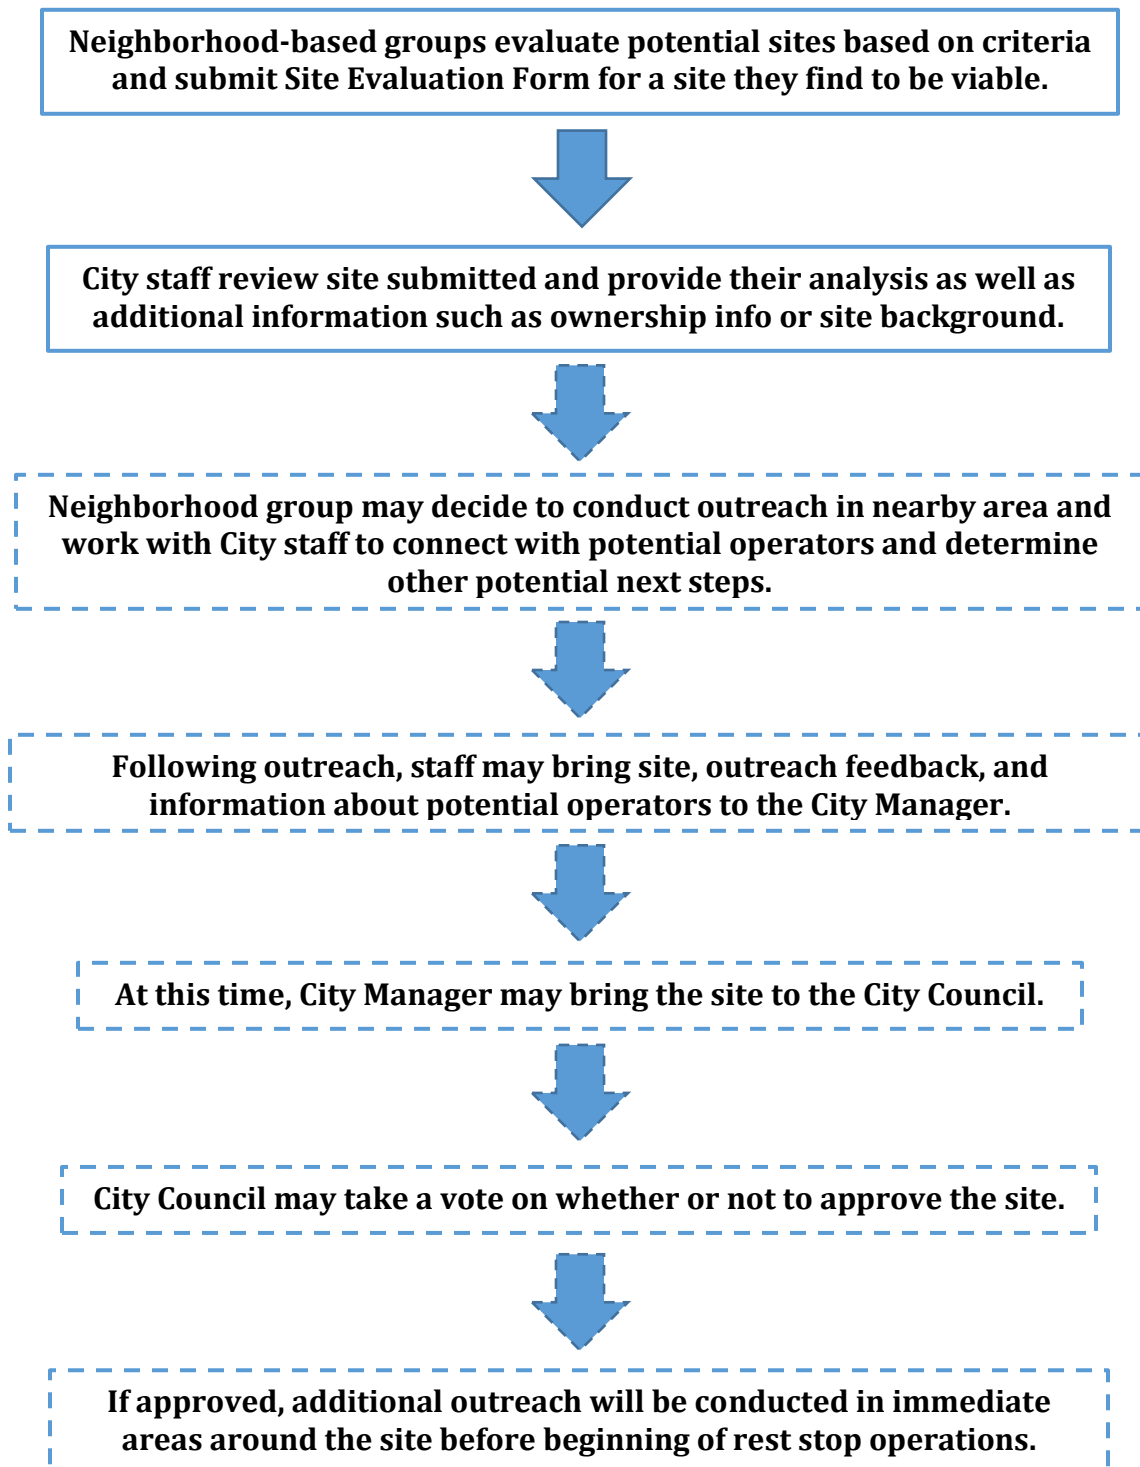 Neighborhood-based groups evaluate potential sites based on criteria
and submit Site Evaluation Form for a site they find to be viable.
City staff review site submitted and provide their analysis as well as
additional information such as ownership info or site background.
Neighborhood group may decide to conduct outreach in nearby area and
work with City staff to connect with potential operators and determine
other potential next steps.
Following outreach, staff may bring site, outreach feedback, and
information about potential operators to the City Manager.
At this time, City Manager may bring the site to the City Council.
City Council may take a vote on whether or not to approve the site.
If approved, additional outreach will be conducted in immediate
areas around the site before beginning of rest stop operations.